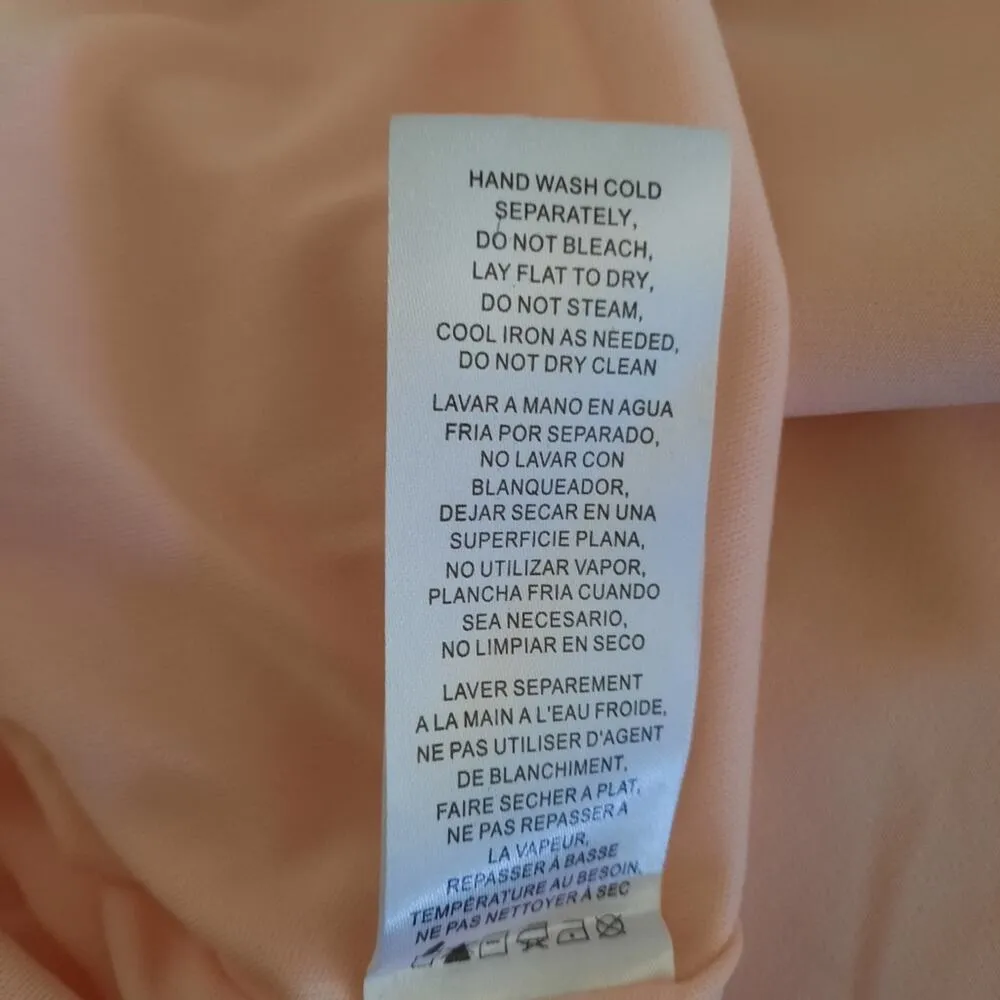 HAND WASH COLD
SEPARATELY,
DO NOT BLEACH,
LAY FLAT TO DRY,
DO NOT STEAM,
COOL IRON AS NEEDED,
DO NOT DRY CLEAN
LAVAR A MANO EN AGUA
FRIA POR SEPARADO,
NO LAVAR CON
BLANQUEADOR,
DEJAR SECAR EN UNA
SUPERFICIE PLANA,
NO UTILIZAR VAPOR,
PLANCHA FRIA CUANDO
SEA NECESARIO,
NO LIMPIAR EN SECO
LAVER SEPAREMENT
A LA MAIN A L'EAU FROIDE,
NE PAS UTILISER D'AGENT
DE BLANCHIMENT,
FAIRE SECHER A PLAT,
NE PAS REPASSER A
LA VAPEUR,
REPASSER À BASSE
TEMPÉRATURE AU BESOIN,
NE PAS NETTOYER À SEC